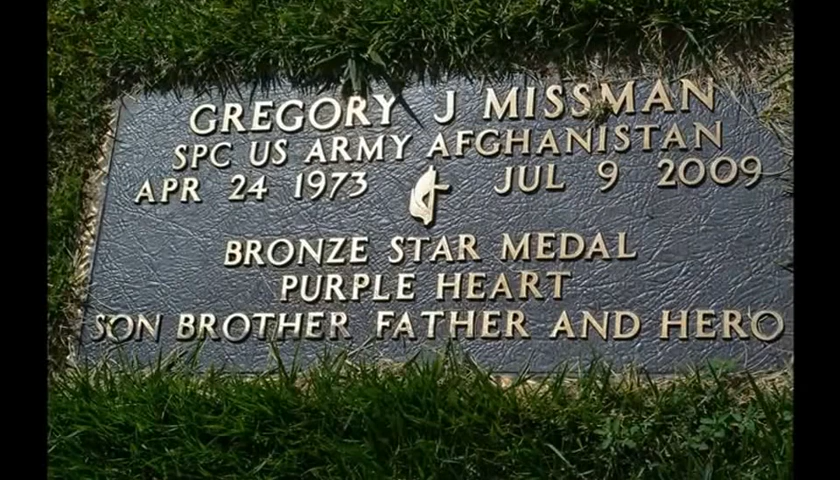 GREGORY J MISSMAN
SPC US ARMY AFGHANISTAN
APR 24 1973 JUL 9 2009
BRONZE STAR MEDAL
PURPLE HEART
SON BROTHER FATHER AND HERO